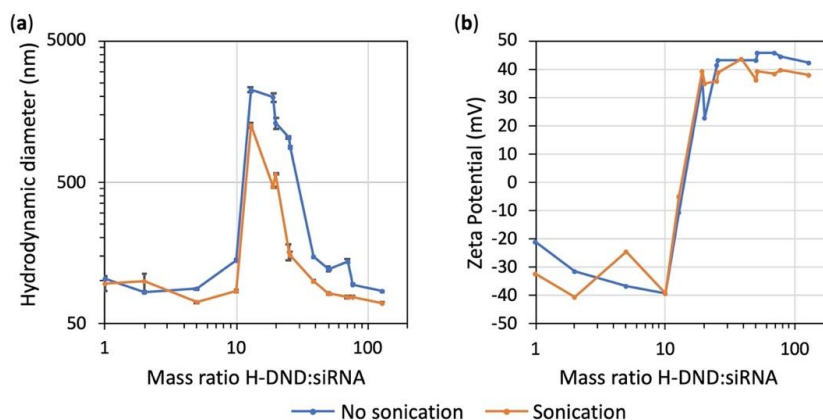 (a)
5000
500
50
Hydrodynamic diameter (nm)
1
10
100
Mass ratio H-DND:siRNA
(b)
50
40
30
20
10
0
-10
-20
-30
-40
-50
Zeta Potential (mV)
1
10
100
Mass ratio H-DND:siRNA
No sonication
Sonication